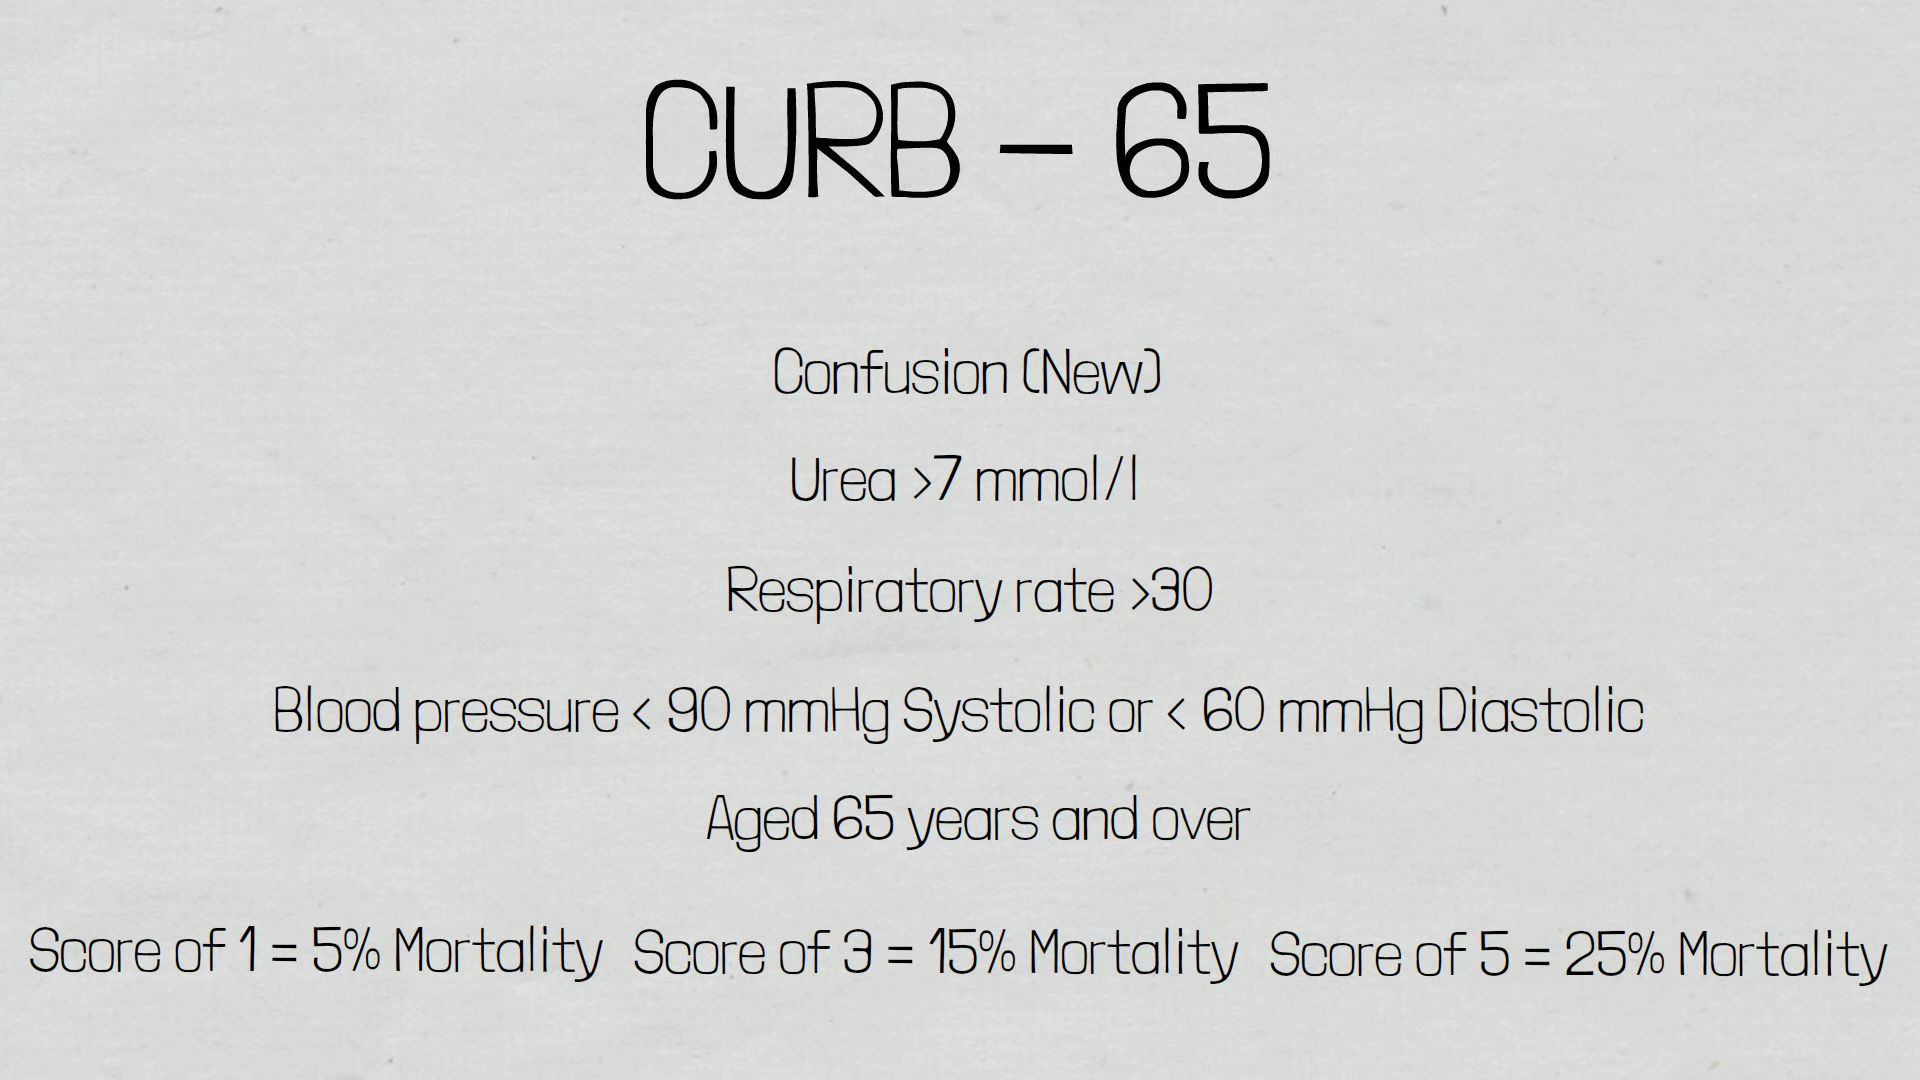 CURB - 65
Confusion (New)
Urea >7 mmol/l
Respiratory rate >30
Blood pressure < 90 mmHg Systolic or < 60 mmHg Diastolic
Aged 65 years and over
Score of 1 = 5% Mortality Score of 3 = 15% Mortality Score of 5 = 25% Mortality